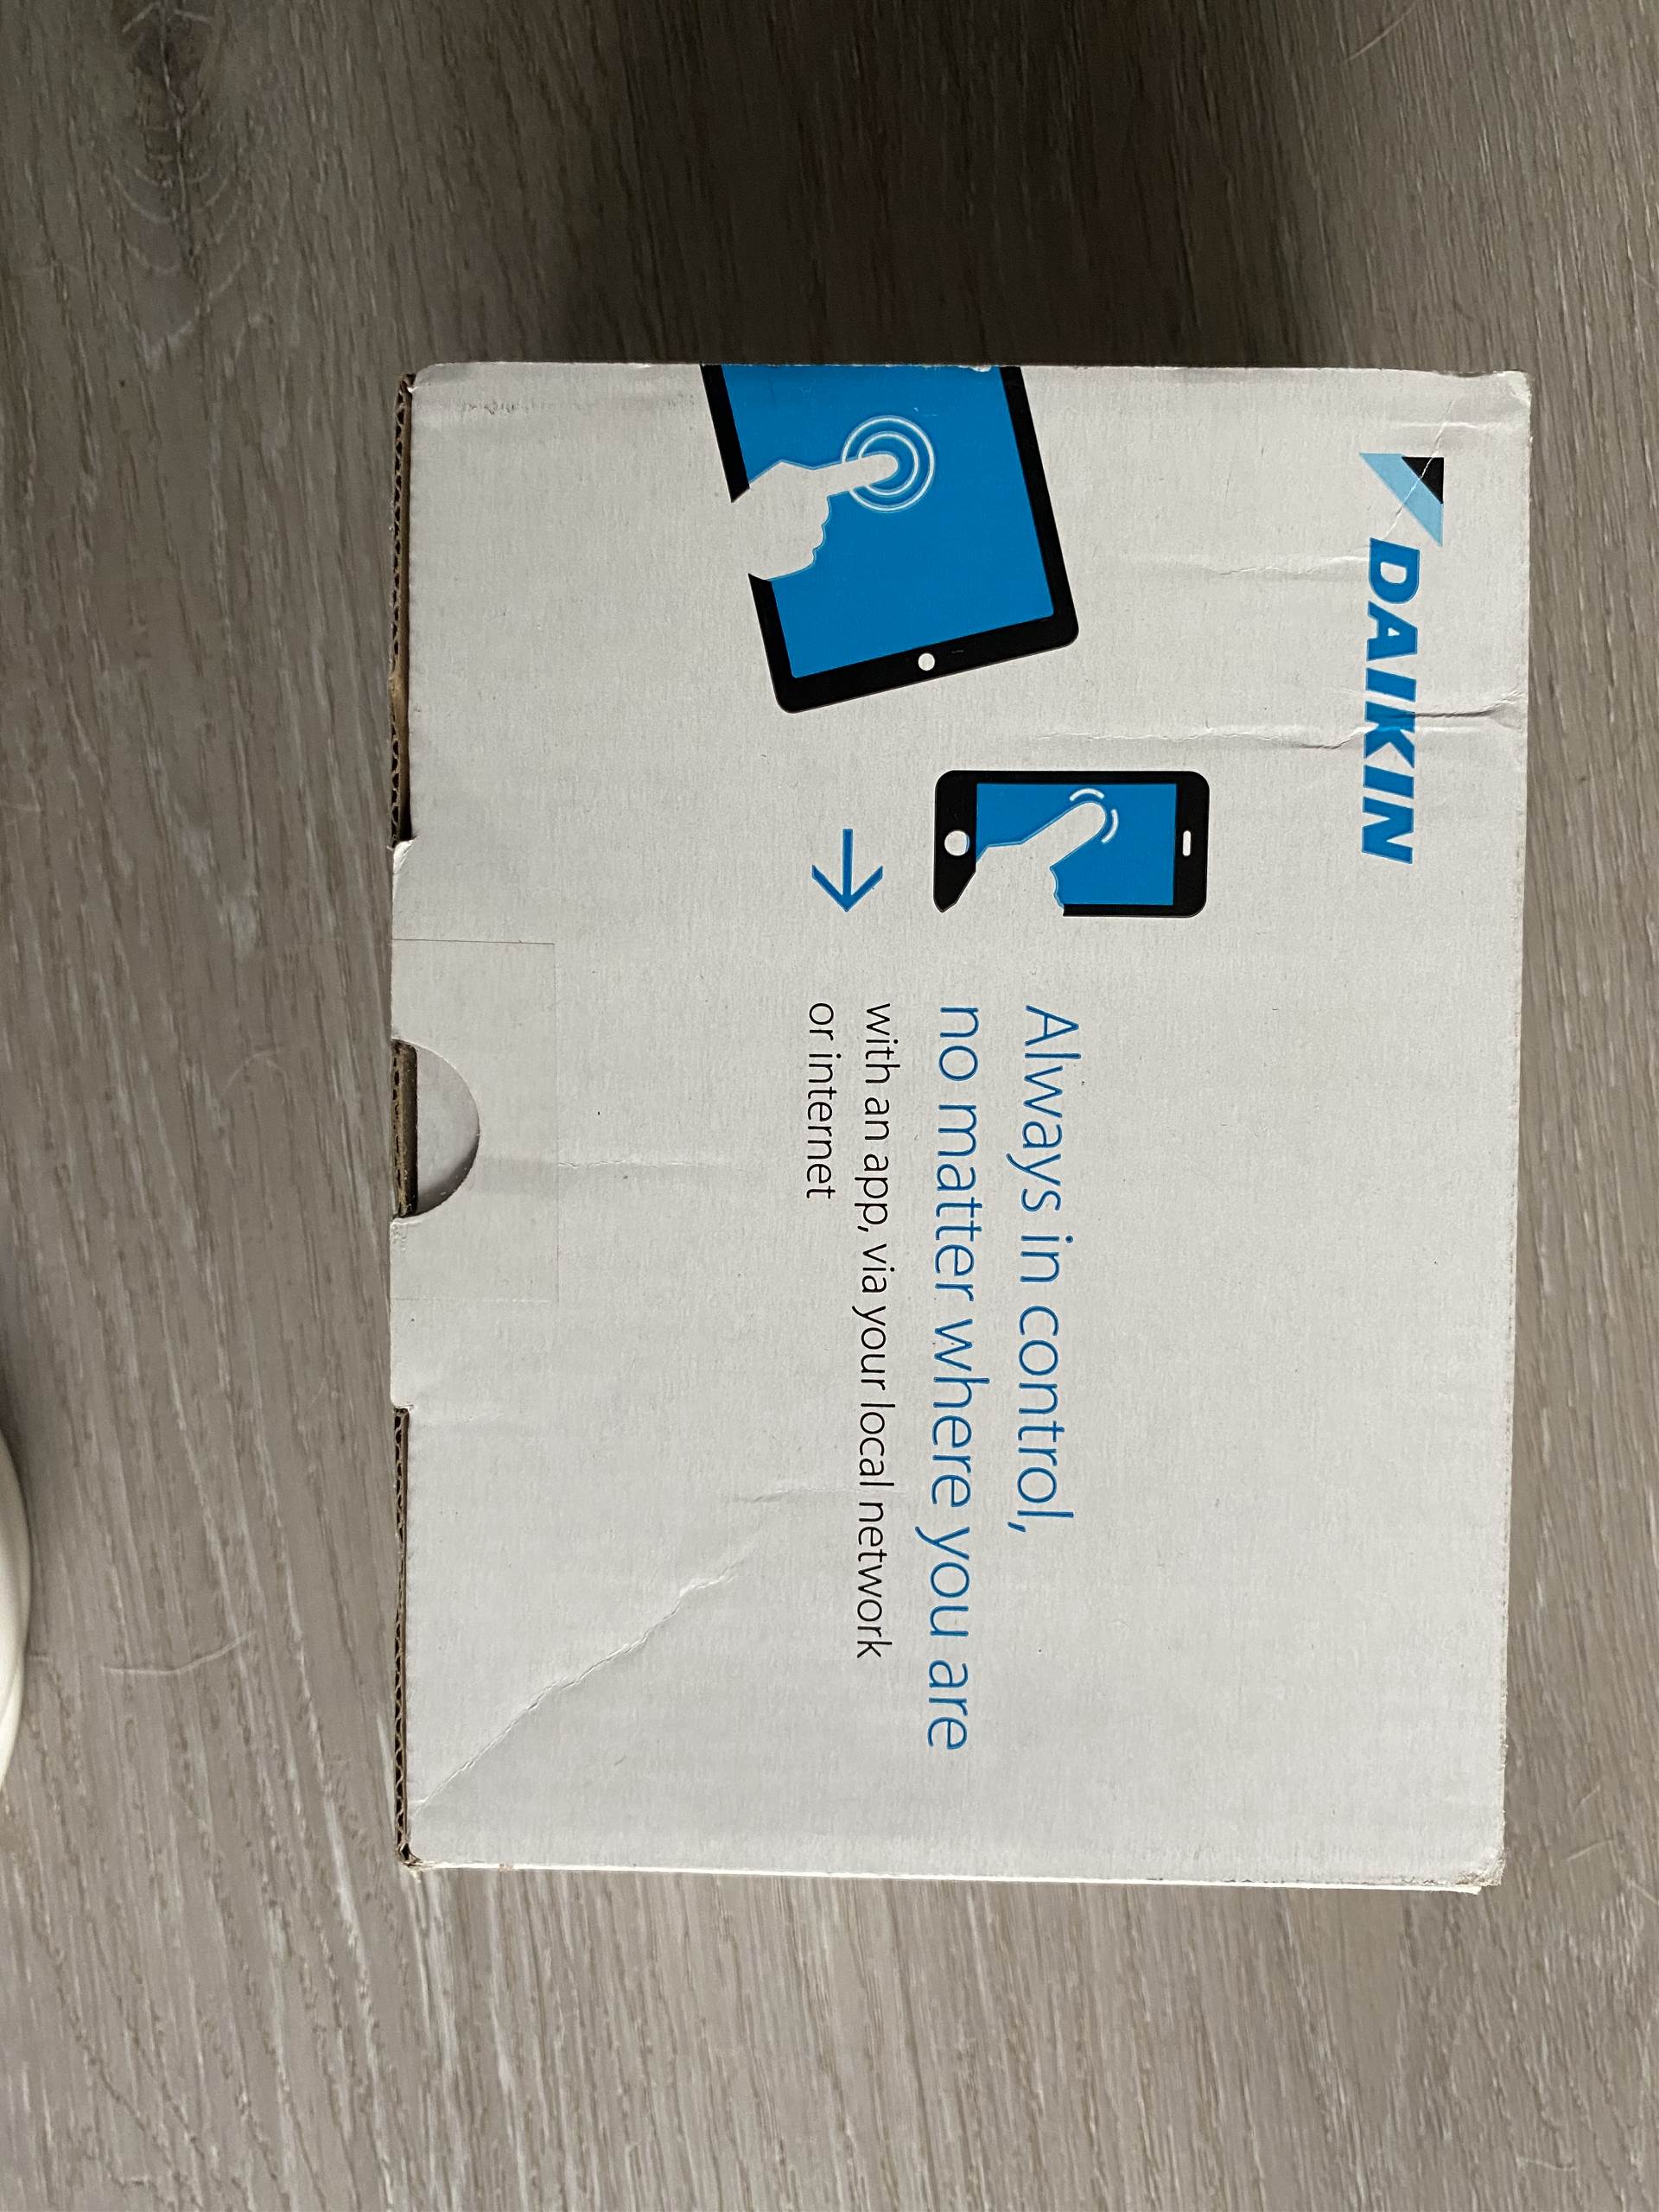 DAIKIN
Always in control,
no matter where you are
with an app, via your local network
or internet